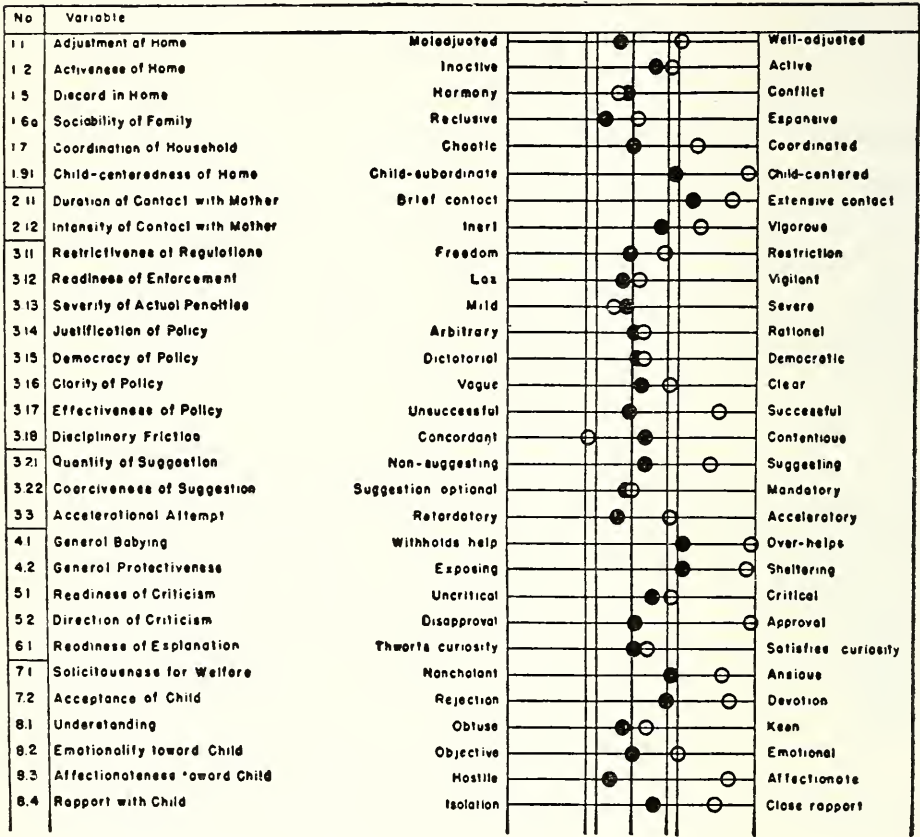 No Variable
1.1 Adjustment of Home Maladjusted Well-adjusted
1.2 Activeness of Home Inactive Active
1.5 Discord in Home Harmony Conflict
1.6a Sociability of Family Reclusive Expansive
1.7 Coordination of Household Chaotic Coordinated
1.91 Child-centeredness of Home Child-subordinate Child-centered
2.11 Duration of Contact with Mother Brief contact Extensive contact
2.12 Intensity of Contact with Mother Inert Vigorous
3.11 Restrictiveness of Regulations Freedom Restriction
3.12 Readiness of Enforcement Lax Vigilant
3.13 Severity of Actual Penalties Mild Severe
3.14 Justification of Policy Arbitrary Rational
3.15 Democracy of Policy Dictatorial Democratic
3.16 Clarity of Policy Vague Clear
3.17 Effectiveness of Policy Unsuccessful Successful
3.18 Disciplinary Friction Concordant Contentious
3.21 Quantity of Suggestion Non-suggesting Suggesting
3.22 Coerciveness of Suggestion Suggestion optional Mandatory
3.3 Accelerational Attempt Retardatory Acceleratory
4.1 General Babying Withholds help Over-helps
4.2 General Protectiveness Exposing Sheltering
5.1 Readiness of Criticism Uncritical Critical
5.2 Direction of Criticism Disapproval Approval
6.1 Readiness of Explanation Thwarts curiosity Satisfies curiosity
7.1 Solicitousness for Welfare Nonchalant Anxious
7.2 Acceptance of Child Rejection Devotion
8.1 Understanding Obtuse Keen
8.2 Emotionality toward Child Objective Emotional
8.3 Affectionateness toward Child Hostile Affectionate
8.4 Rapport with Child Isolation Close rapport